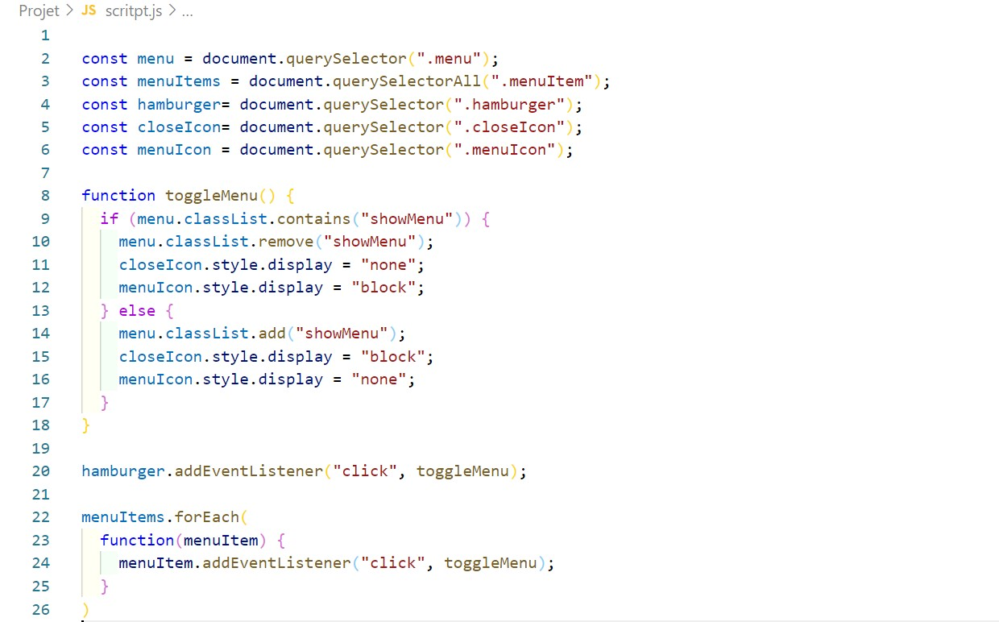 Projet > JS scritpt.js > ...
1
2 const menu = document.querySelector(".menu");
3 const menuItems = document.querySelectorAll(".menuItem");
4 const hamburger= document.querySelector(".hamburger");
5 const closeIcon= document.querySelector(".closeIcon");
6 const menuIcon = document.querySelector(".menuIcon");
7
8 function toggleMenu() {
9   if (menu.classList.contains("showMenu")) {
10     menu.classList.remove("showMenu");
11     closeIcon.style.display = "none";
12     menuIcon.style.display = "block";
13   } else {
14     menu.classList.add("showMenu");
15     closeIcon.style.display = "block";
16     menuIcon.style.display = "none";
17   }
18 }
19
20 hamburger.addEventListener("click", toggleMenu);
21
22 menuItems.forEach(
23   function(menuItem) {
24     menuItem.addEventListener("click", toggleMenu);
25   }
26 )